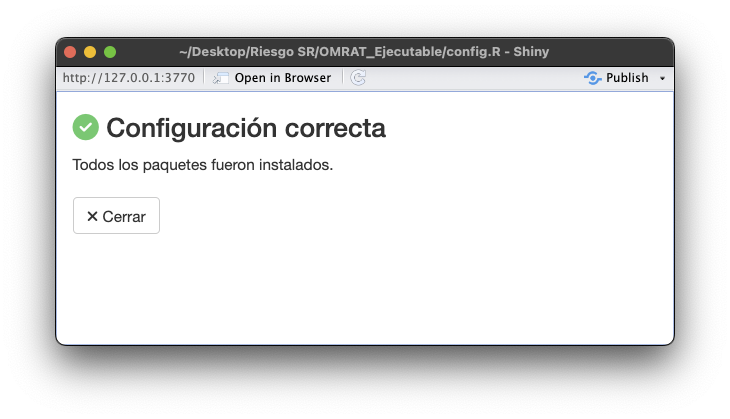 ~/Desktop/Riesgo SR/OMRAT_Ejecutable/config.R - Shiny
http://127.0.0.1:3770 Open in Browser Publish
Configuración correcta
Todos los paquetes fueron instalados.
Cerrar